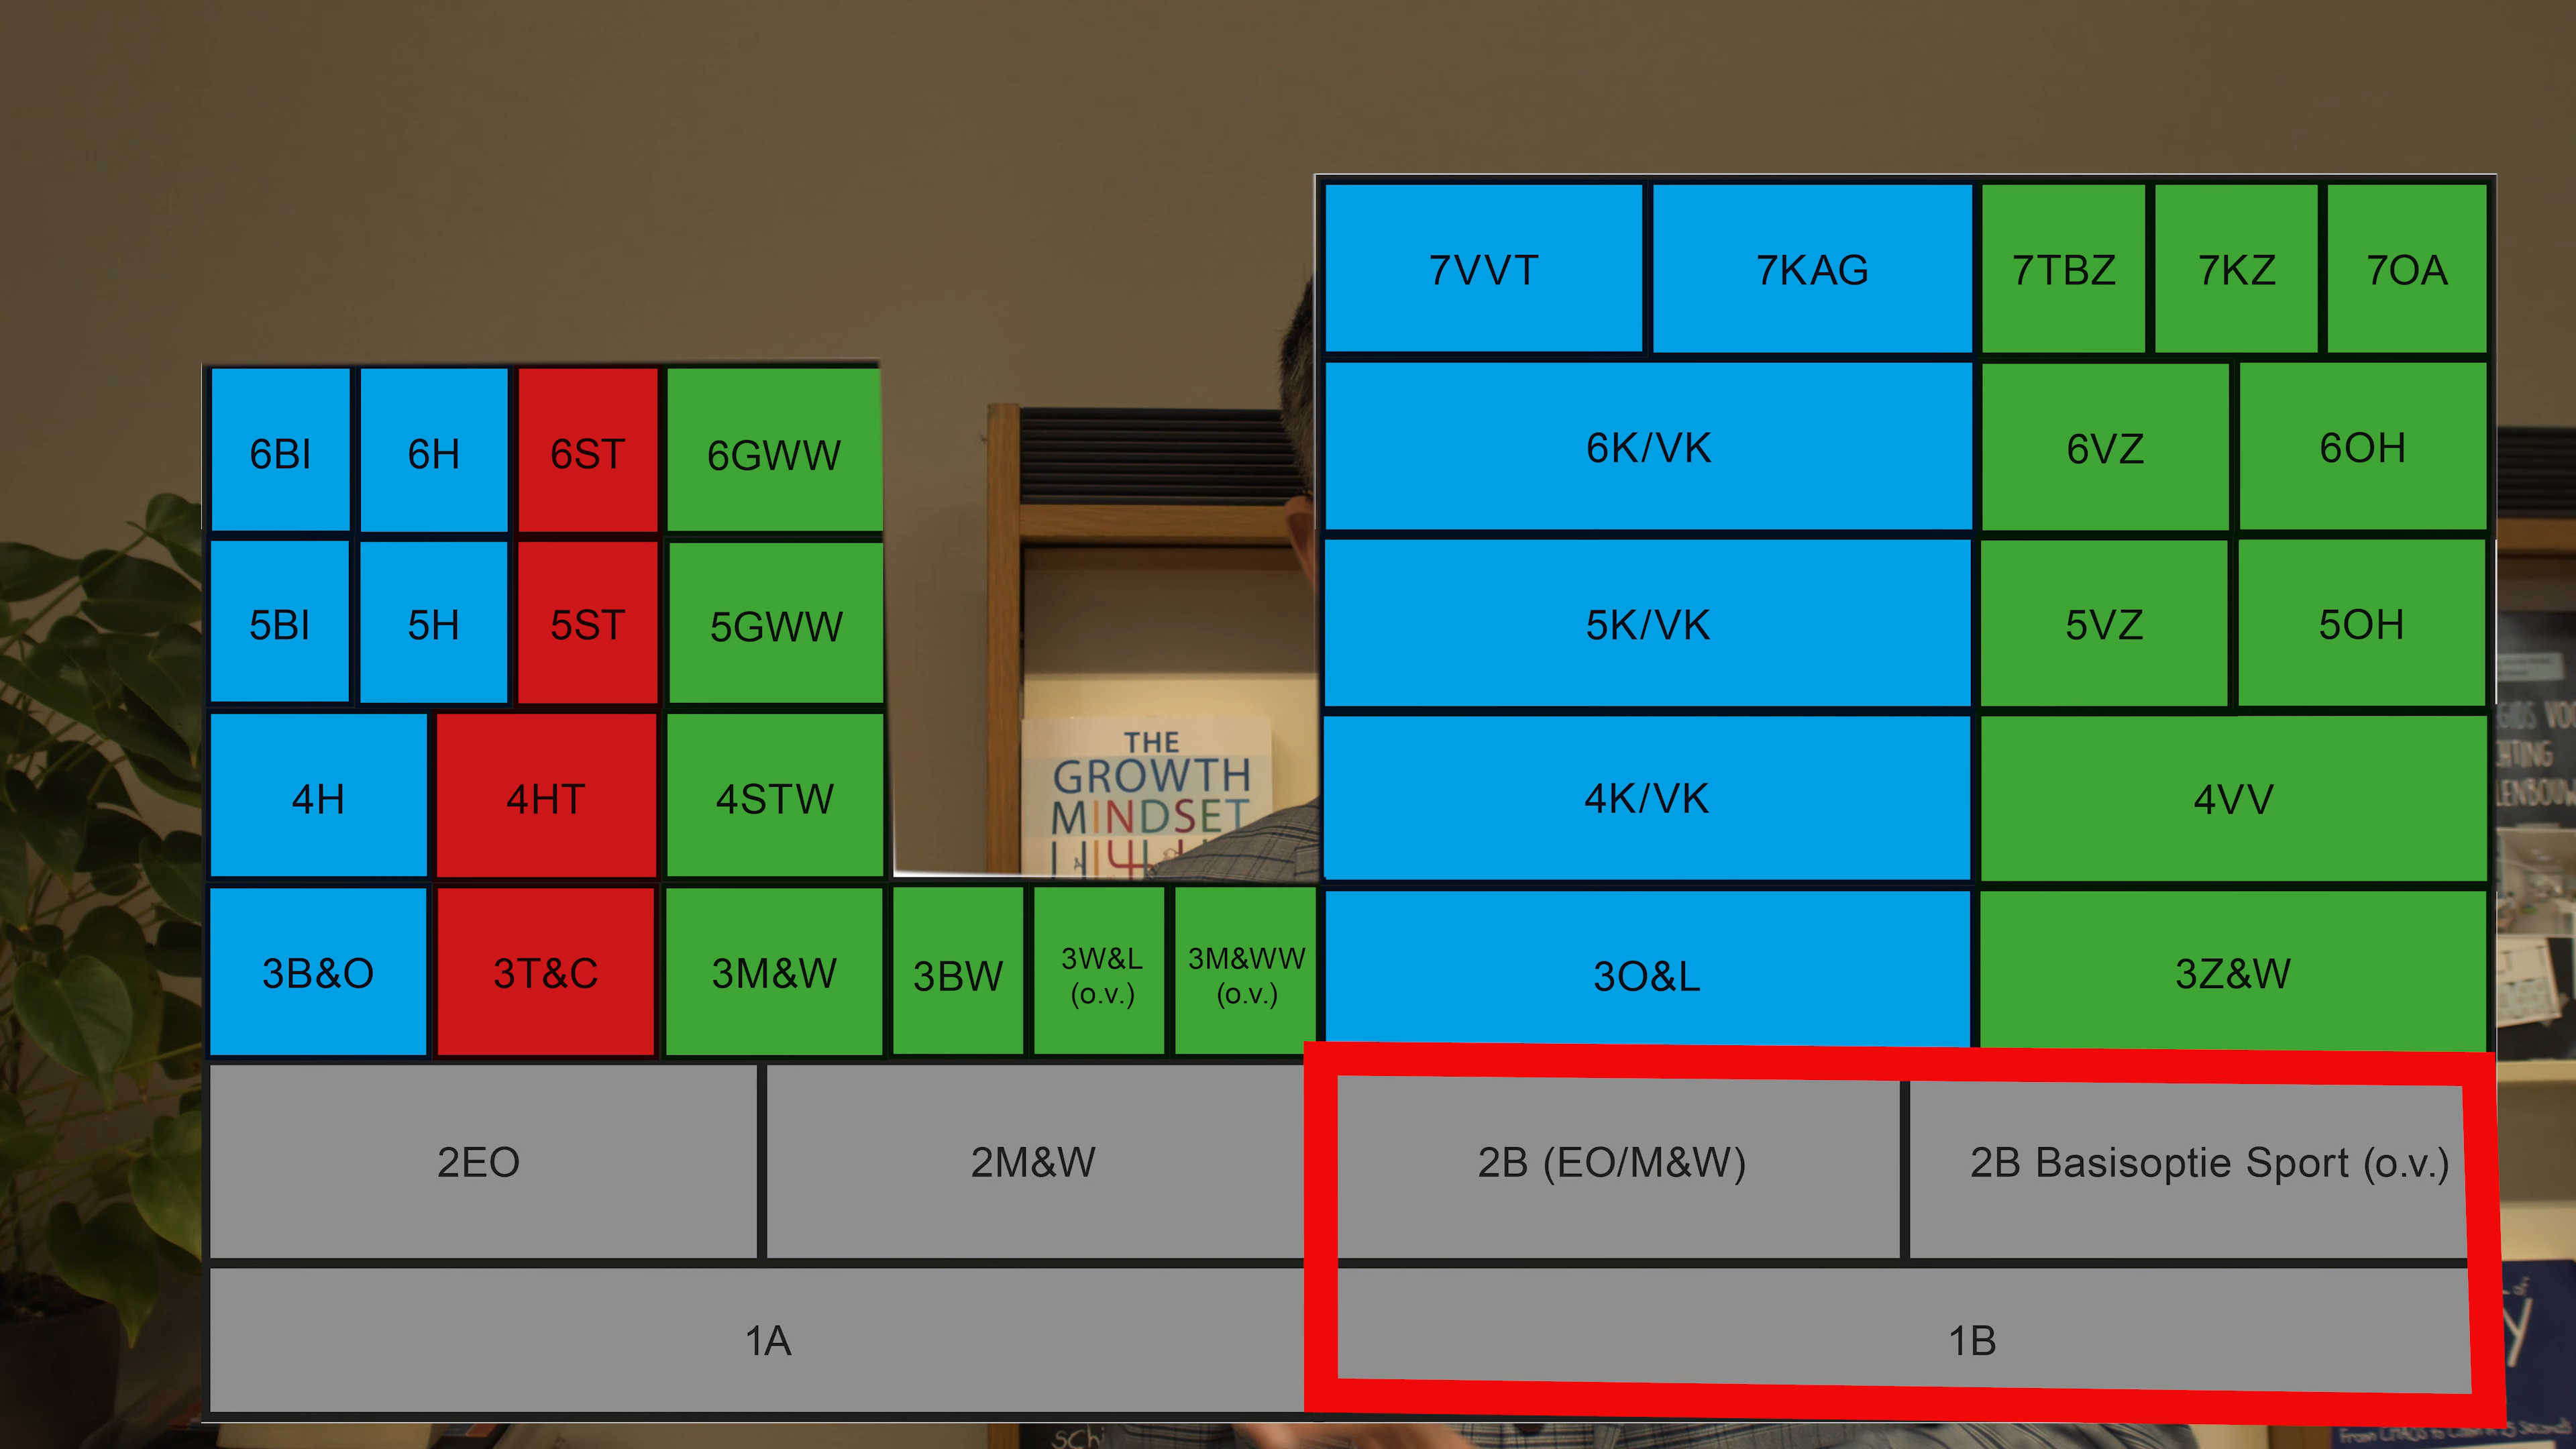 7VVT 7KAG 7TBZ 7KZ 7OA
6BI 6H 6ST 6GWW 6K/VK 6VZ 6OH
5BI 5H 5ST 5GWW 5K/VK 5VZ 5OH
THE
GROWTH
MINDSET
4H 4HT 4STW 4K/VK 4VV
3B&O 3T&C 3M&W 3BW 3W&L (o.v.) 3M&WW (o.v.) 3O&L 3Z&W
2EO 2M&W 2B (EO/M&W) 2B Basisoptie Sport (o.v.)
1A 1B